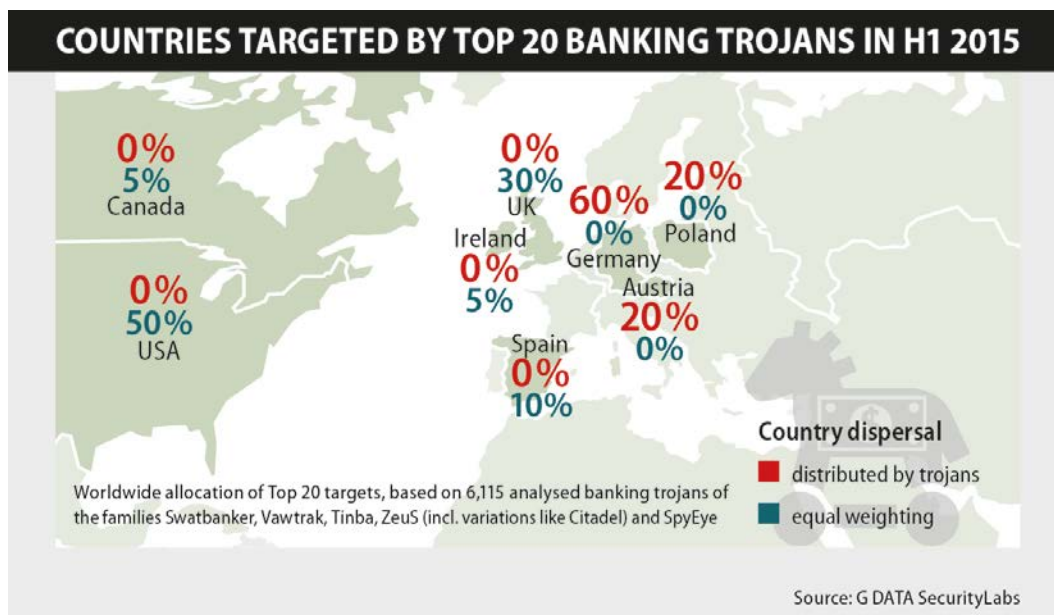 COUNTRIES TARGETED BY TOP 20 BANKING TROJANS IN H1 2015
0%
5%
Canada
0%
50%
USA
0%
30%
UK
Ireland
0%
5%
60%
0%
Germany
20%
0%
Poland
Austria
20%
0%
Spain
0%
10%
Country dispersal
distributed by trojans
equal weighting
Worldwide allocation of Top 20 targets, based on 6,115 analysed banking trojans of
the families Swatbanker, Vawtrak, Tinba, ZeuS (incl. variations like Citadel) and SpyEye
Source: G DATA SecurityLabs